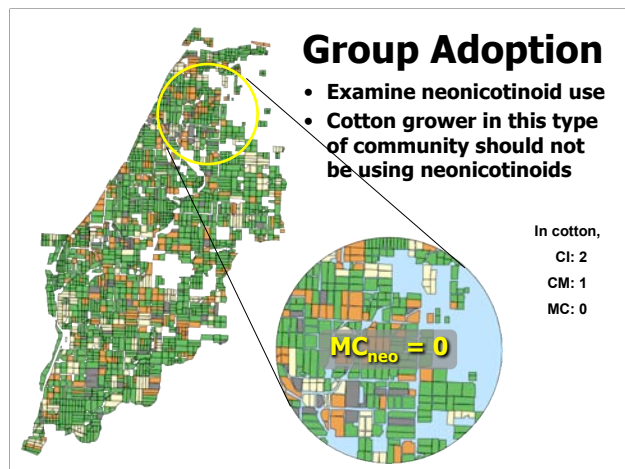 Group Adoption
• Examine neonicotinoid use
• Cotton grower in this type
of community should not
be using neonicotinoids
In cotton,
CI: 2
CM: 1
MC: 0
MCneo = 0